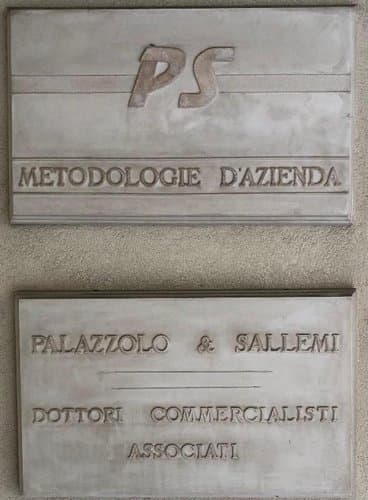 PS
METODOLOGIE D'AZIENDA
PALAZZOLO & SALLEMI
DOTTORI COMMERCIALISTI
ASSOCIATI